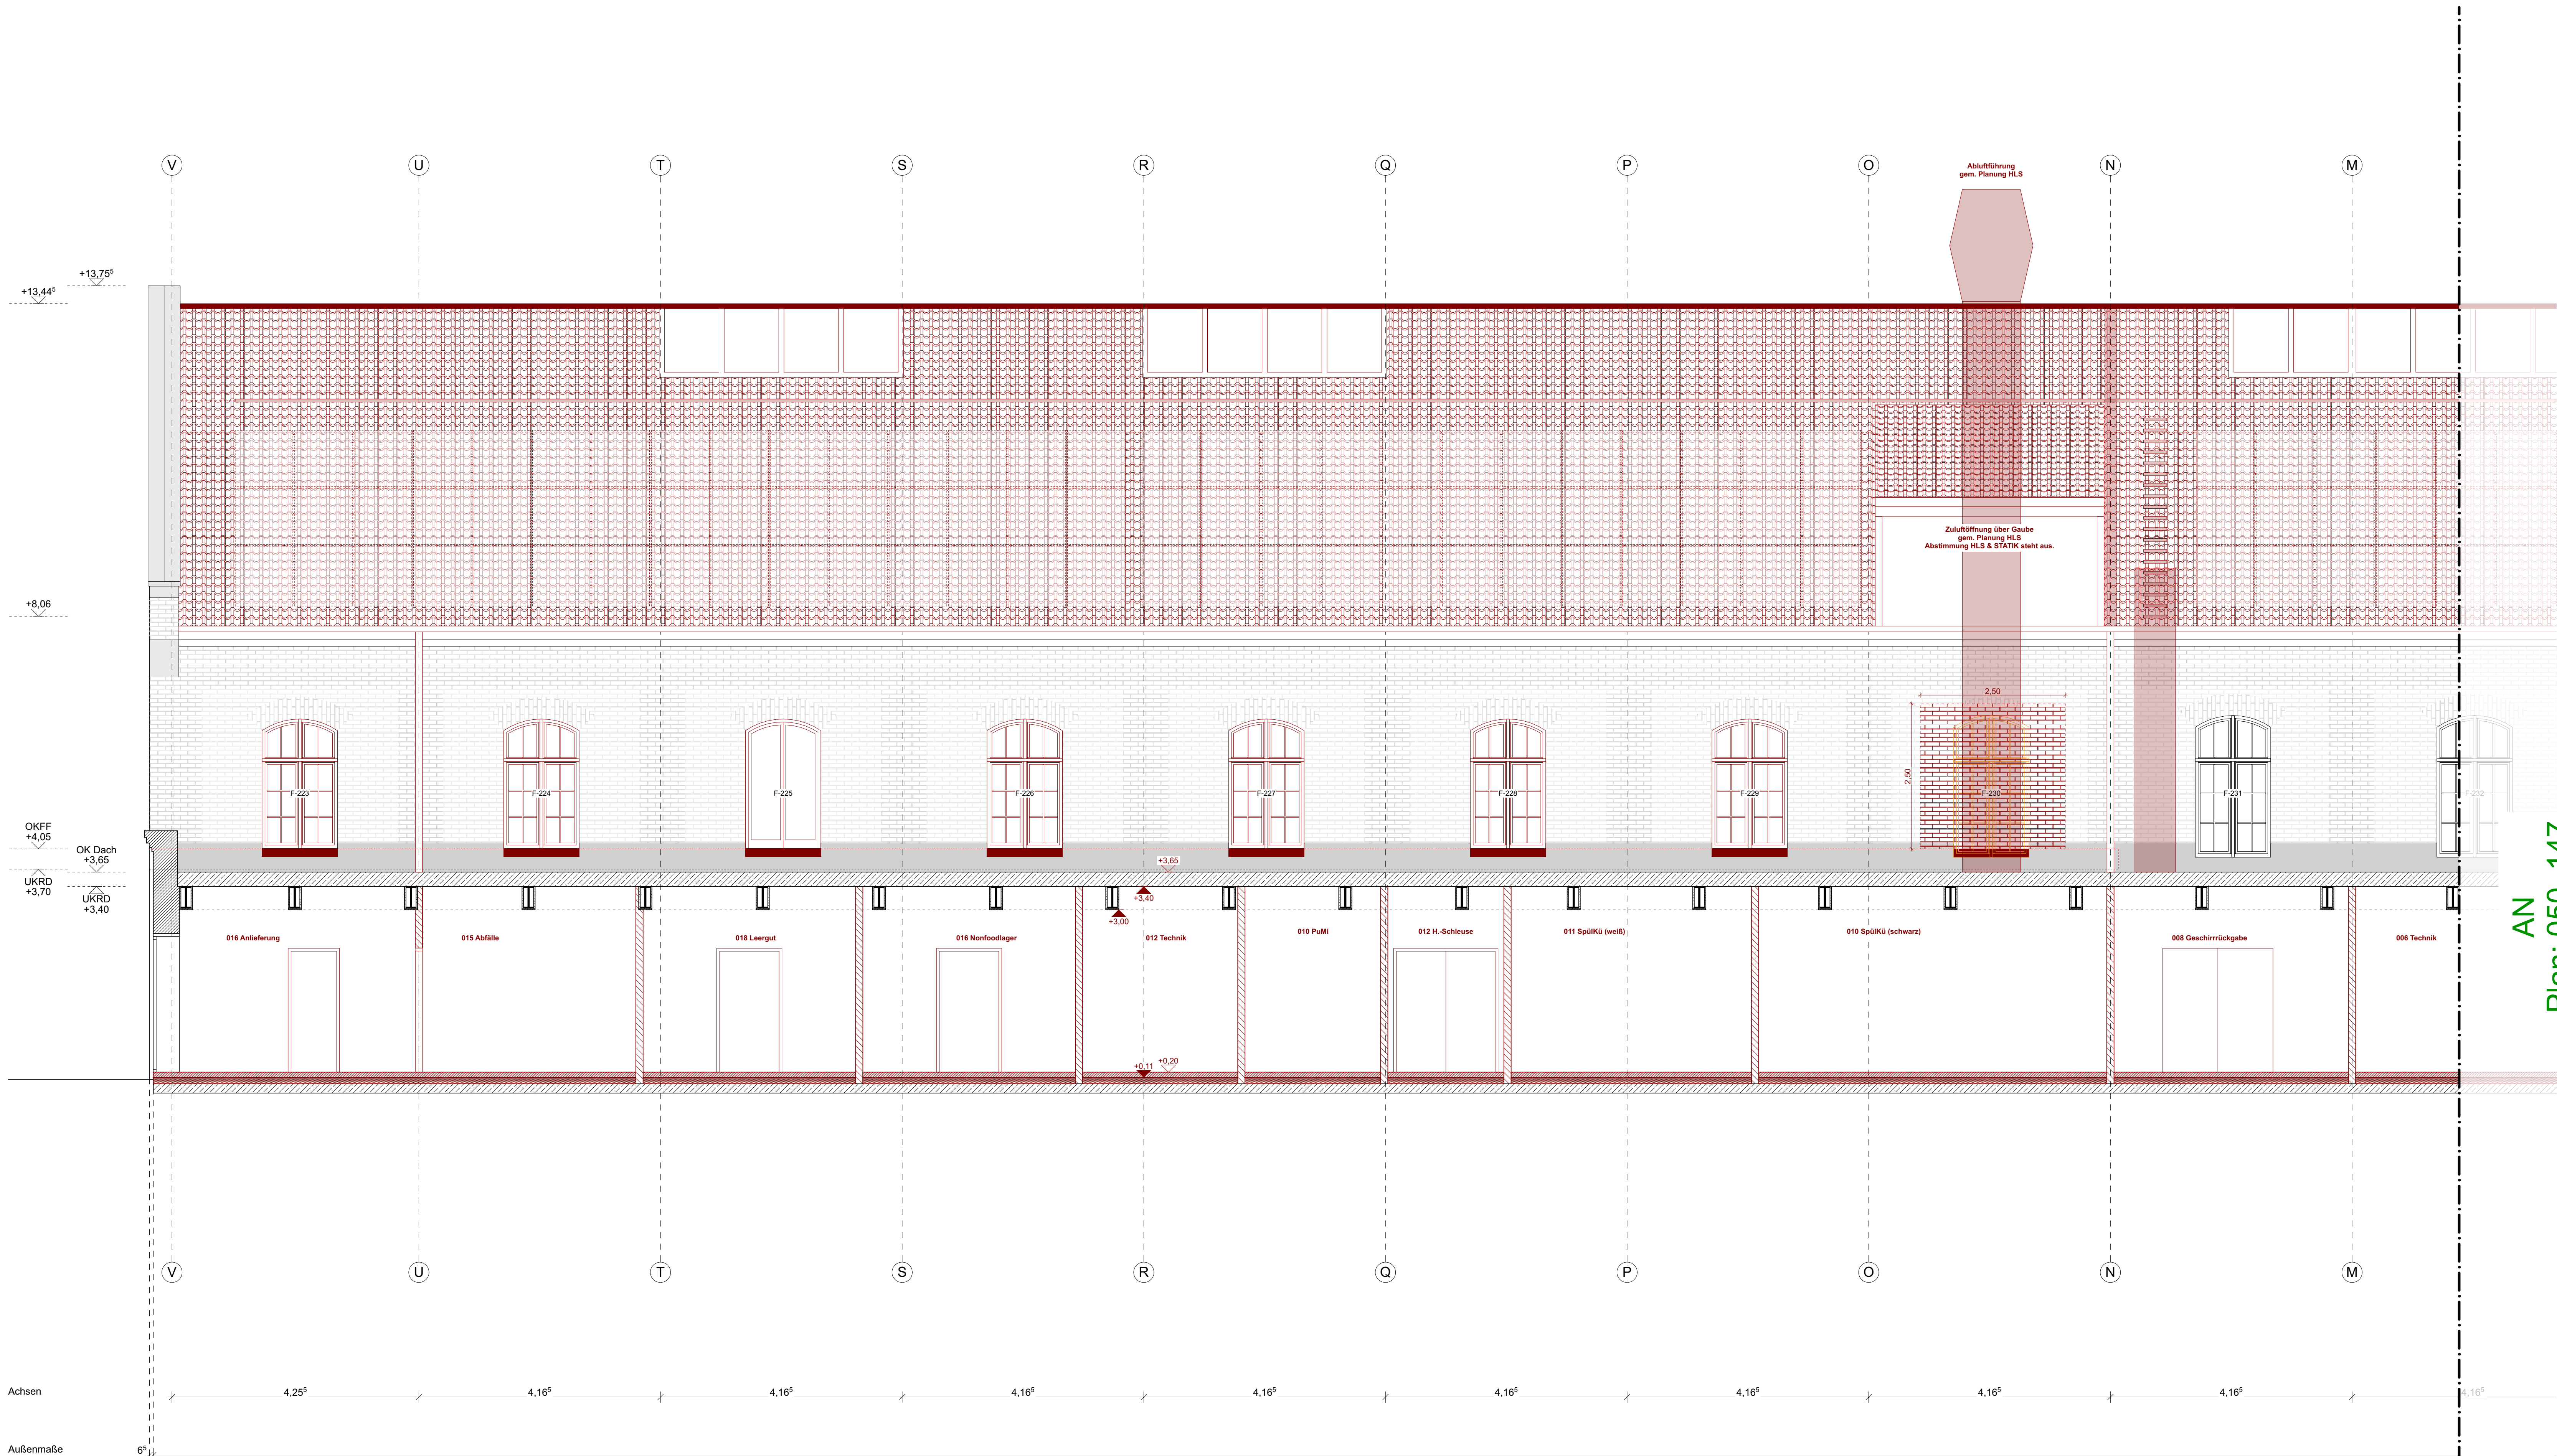 V U T S R Q P O N M
Abluftführung
gem. Planung HLS
+13,75⁵
+13,44⁵
+8,06
Zuluftöffnung über Gaube
gem. Planung HLS
Abstimmung HLS & STATIK steht aus.
2,50
2,50
F-223 F-224 F-225 F-226 F-227 F-228 F-229 F-230 F-231 F-232
OKFF
+4,05
OK Dach
+3,65
+3,65
UKRD
+3,70
UKRD
+3,40
+3,40
+3,00
016 Anlieferung
015 Abfälle
018 Leergut
016 Nonfoodlager
012 Technik
010 PuMi
012 H.-Schleuse
011 SpülKü (weiß)
010 SpülKü (schwarz)
008 Geschirrrückgabe
006 Technik
+0,11
+0,20
AN
Plan: 050_147
V U T S R Q P O N M
Achsen
4,25⁵ 4,16⁵ 4,16⁵ 4,16⁵ 4,16⁵ 4,16⁵ 4,16⁵ 4,16⁵ 4,16⁵ 4,16⁵
Außenmaße
6⁵